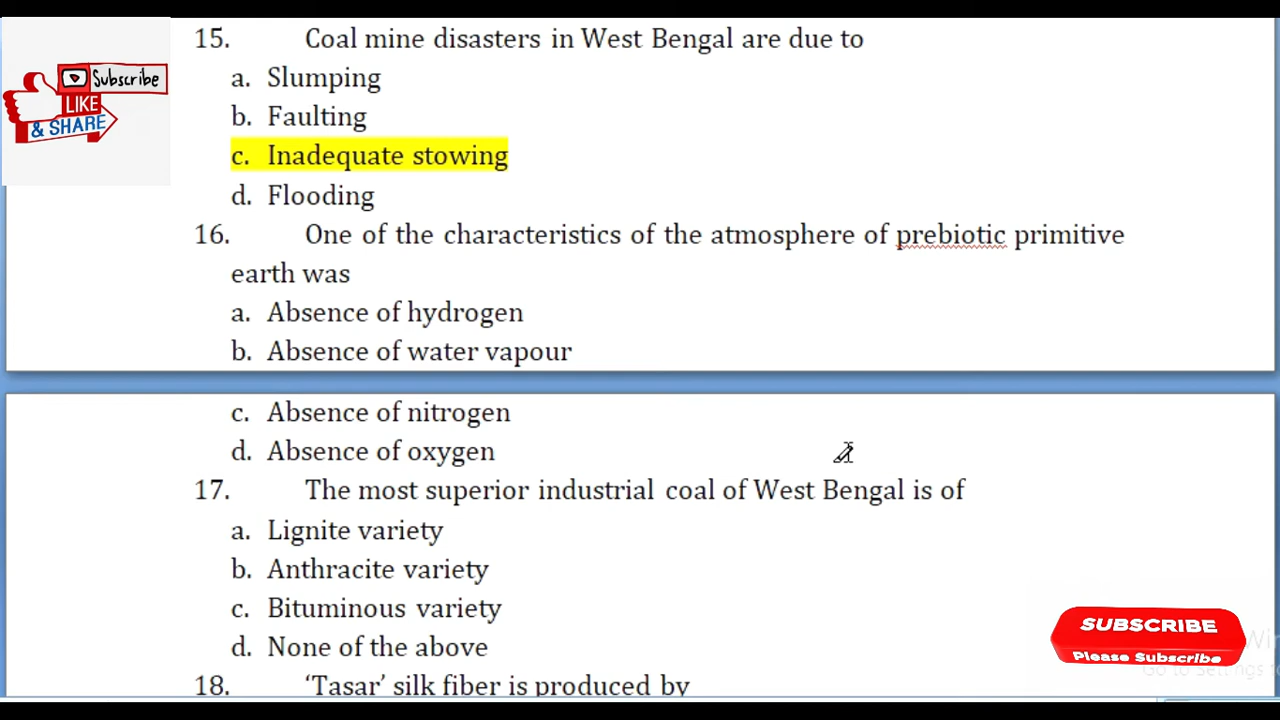 Subscribe
LIKE
& SHARE
15. Coal mine disasters in West Bengal are due to
a. Slumping
b. Faulting
c. Inadequate stowing
d. Flooding
16. One of the characteristics of the atmosphere of prebiotic primitive
earth was
a. Absence of hydrogen
b. Absence of water vapour
c. Absence of nitrogen
d. Absence of oxygen
17. The most superior industrial coal of West Bengal is of
a. Lignite variety
b. Anthracite variety
c. Bituminous variety
d. None of the above
SUBSCRIBE
Please Subscribe
18. 'Tasar' silk fiber is produced by